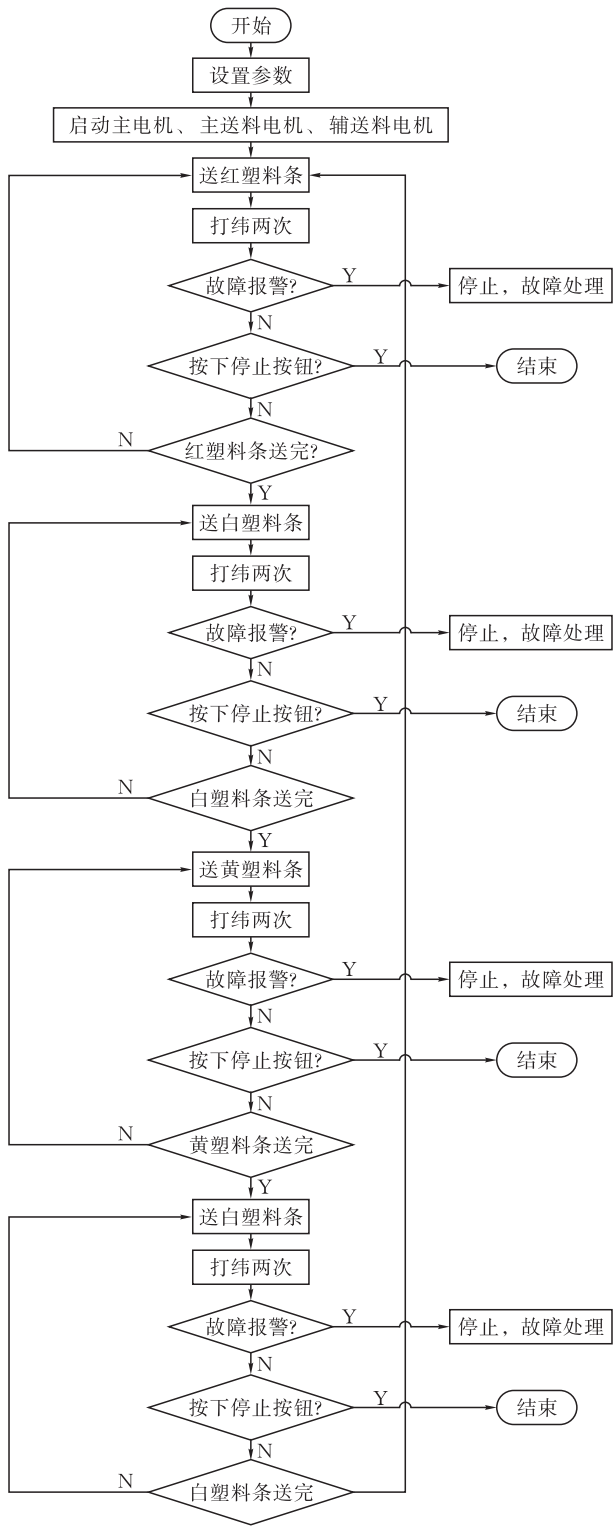 开始
设置参数
启动主电机、主送料电机、辅送料电机
送红塑料条
打纬两次
故障报警?
Y
停止，故障处理
N
按下停止按钮?
Y
结束
N
红塑料条送完?
N
Y
送白塑料条
打纬两次
故障报警?
Y
停止，故障处理
N
按下停止按钮?
Y
结束
N
白塑料条送完
N
Y
送黄塑料条
打纬两次
故障报警?
Y
停止，故障处理
N
按下停止按钮?
Y
结束
N
黄塑料条送完
N
Y
送白塑料条
打纬两次
故障报警?
Y
停止，故障处理
N
按下停止按钮?
Y
结束
N
白塑料条送完
N